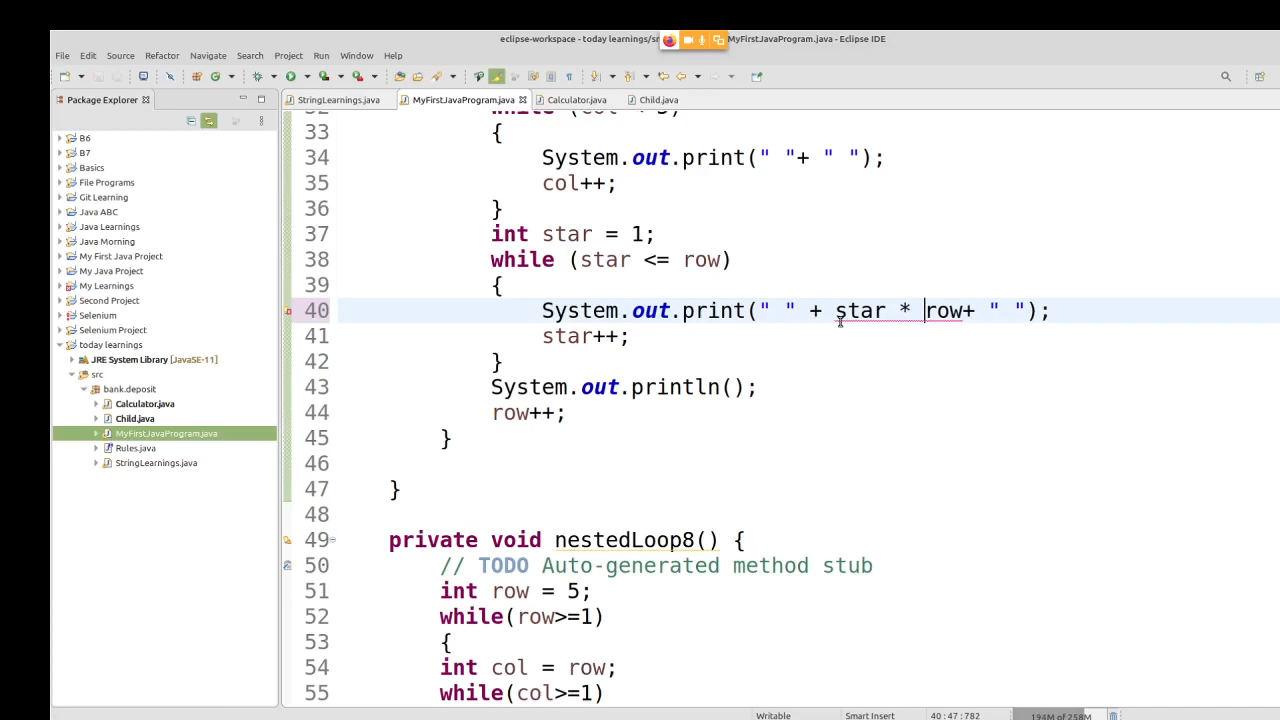 eclipse-workspace - today learnings/sr MyFirstJavaProgram.java - Eclipse IDE
File Edit Source Refactor Navigate Search Project Run Window Help
Package Explorer
StringLearnings.java MyFirstJavaProgram.java Calculator.java Child.java
B6
B7
Basics
File Programs
Git Learning
Java ABC
Java Learnings
Java Morning
My First Java Project
My Java Project
My Learnings
Second Project
Selenium
Selenium Project
today learnings
JRE System Library [JavaSE-11]
src
bank.deposit
Calculator.java
Child.java
MyFirstJavaProgram.java
Rules.java
StringLearnings.java
33 {
34 System.out.print(" "+ " ");
35 col++;
36 }
37 int star = 1;
38 while (star <= row)
39 {
40 System.out.print(" " + star * row+ " ");
41 star++;
42 }
43 System.out.println();
44 row++;
45 }
46
47 }
48
49 private void nestedLoop8() {
50 // TODO Auto-generated method stub
51 int row = 5;
52 while(row>=1)
53 {
54 int col = row;
55 while(col>=1)
Writable Smart Insert 40 : 47 : 782 194M of 258M